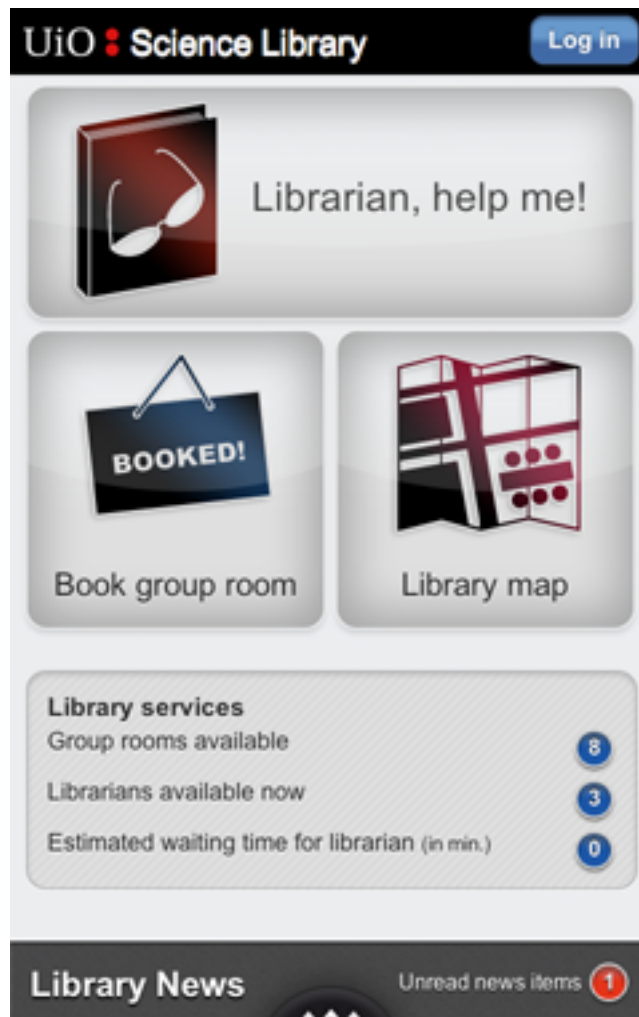 UiO : Science Library
Log in
Librarian, help me!
BOOKED!
Book group room
Library map
Library services
Group rooms available
8
Librarians available now
3
Estimated waiting time for librarian (in min.)
0
Library News
Unread news items 1